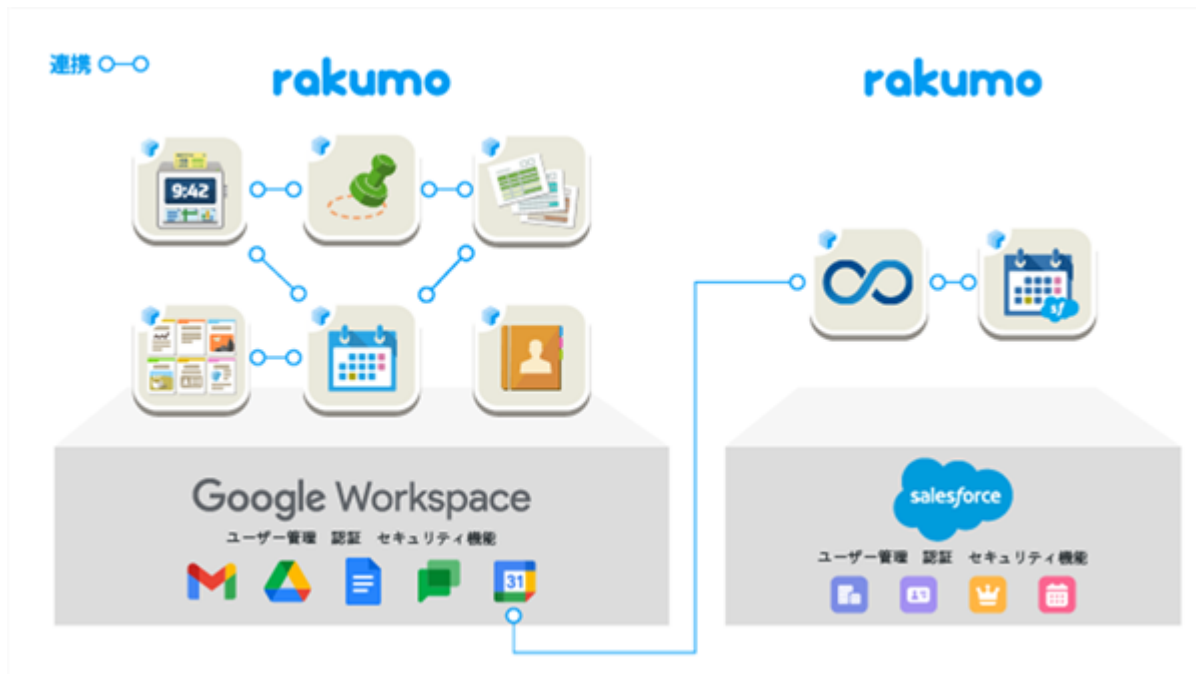 連携
rakumo
rakumo
9:42
sf
Google Workspace
ユーザー管理 認証 セキュリティ機能
31
salesforce
ユーザー管理 認証 セキュリティ機能